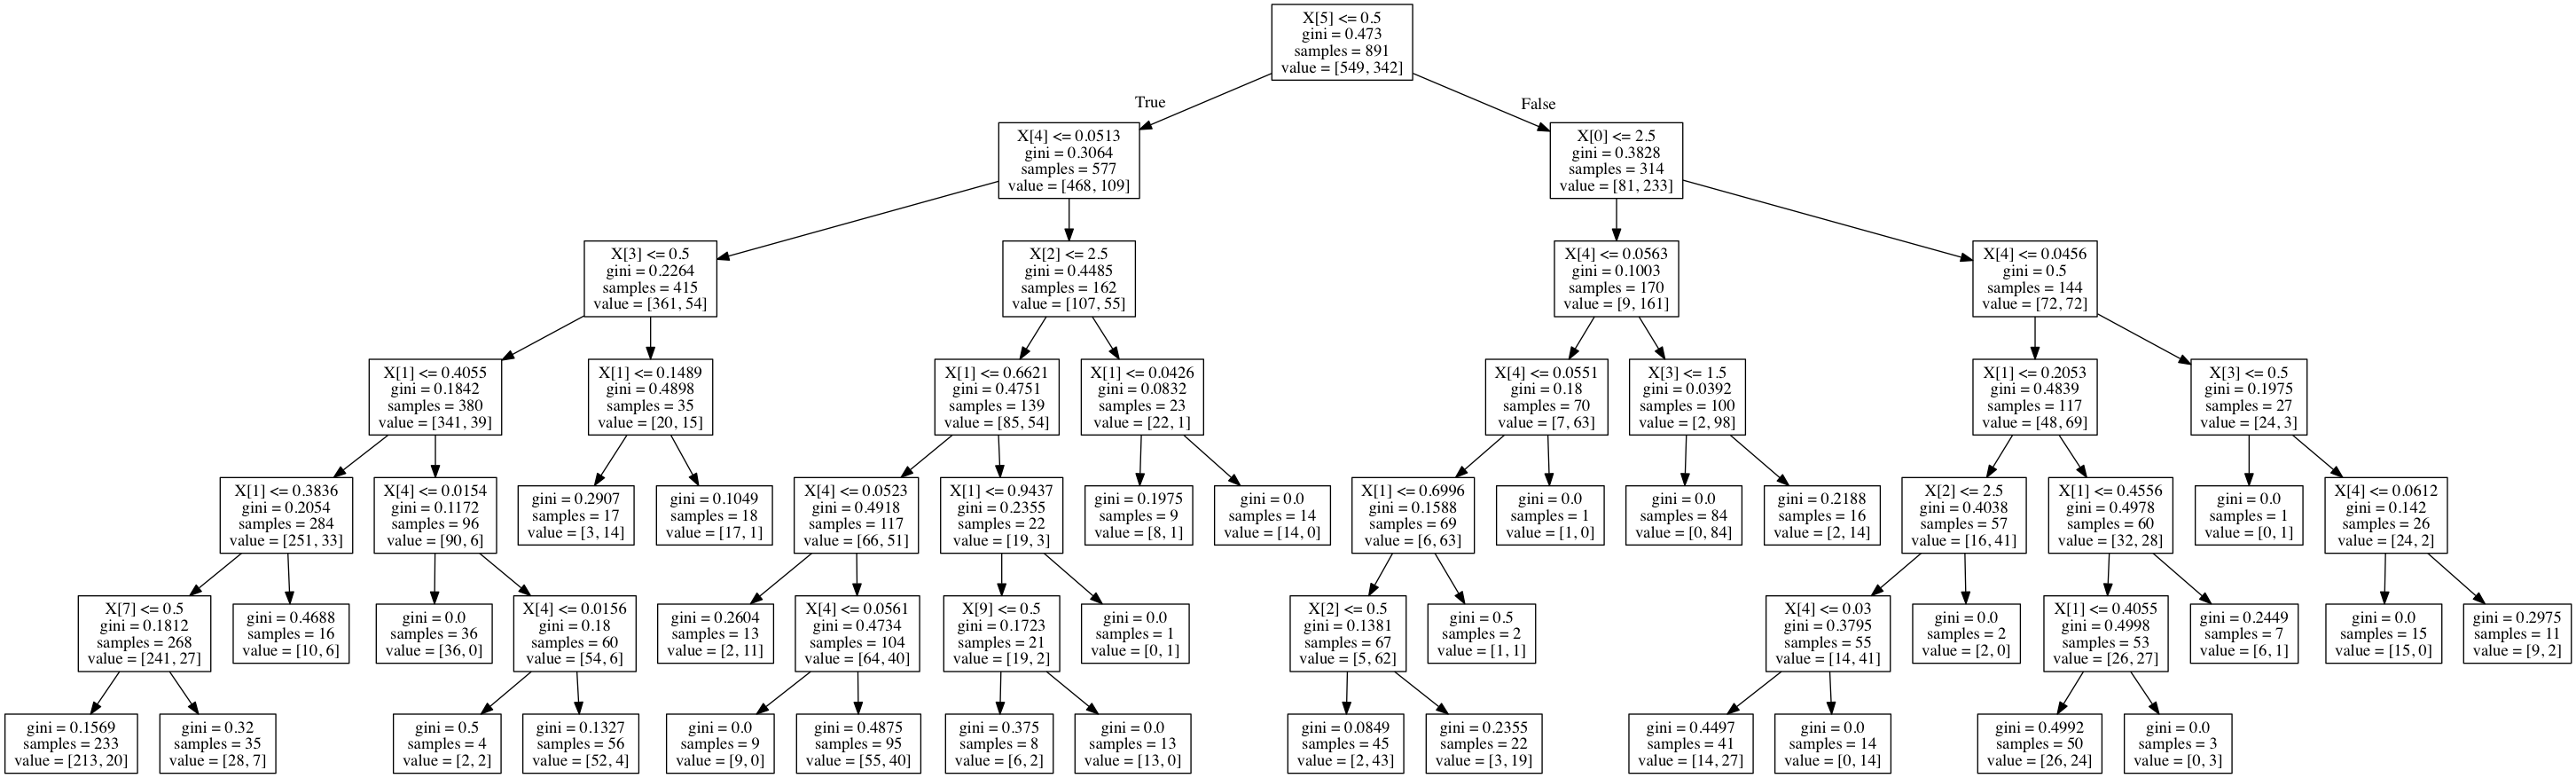 X[5] <= 0.5
gini = 0.473
samples = 891
value = [549, 342]
True
False
X[4] <= 0.0513
gini = 0.3064
samples = 577
value = [468, 109]
X[0] <= 2.5
gini = 0.3828
samples = 314
value = [81, 233]
X[3] <= 0.5
gini = 0.2264
samples = 415
value = [361, 54]
X[2] <= 2.5
gini = 0.4485
samples = 162
value = [107, 55]
X[4] <= 0.0563
gini = 0.1003
samples = 170
value = [9, 161]
X[4] <= 0.0456
gini = 0.5
samples = 144
value = [72, 72]
X[1] <= 0.4055
gini = 0.1842
samples = 380
value = [341, 39]
X[1] <= 0.1489
gini = 0.4898
samples = 35
value = [20, 15]
X[1] <= 0.6621
gini = 0.4751
samples = 139
value = [85, 54]
X[1] <= 0.0426
gini = 0.0832
samples = 23
value = [22, 1]
X[4] <= 0.0551
gini = 0.18
samples = 70
value = [7, 63]
X[3] <= 1.5
gini = 0.0392
samples = 100
value = [2, 98]
X[1] <= 0.2053
gini = 0.4839
samples = 117
value = [48, 69]
X[3] <= 0.5
gini = 0.1975
samples = 27
value = [24, 3]
X[1] <= 0.3836
gini = 0.2054
samples = 284
value = [251, 33]
X[4] <= 0.0154
gini = 0.1172
samples = 96
value = [90, 6]
gini = 0.2907
samples = 17
value = [3, 14]
gini = 0.1049
samples = 18
value = [17, 1]
X[4] <= 0.0523
gini = 0.4918
samples = 117
value = [66, 51]
X[1] <= 0.9437
gini = 0.2355
samples = 22
value = [19, 3]
gini = 0.1975
samples = 9
value = [8, 1]
gini = 0.0
samples = 14
value = [14, 0]
X[1] <= 0.6996
gini = 0.1588
samples = 69
value = [6, 63]
gini = 0.0
samples = 1
value = [1, 0]
gini = 0.0
samples = 84
value = [0, 84]
gini = 0.2188
samples = 16
value = [2, 14]
X[2] <= 2.5
gini = 0.4038
samples = 57
value = [16, 41]
X[1] <= 0.4556
gini = 0.4978
samples = 60
value = [32, 28]
gini = 0.0
samples = 1
value = [0, 1]
X[4] <= 0.0612
gini = 0.142
samples = 26
value = [24, 2]
X[7] <= 0.5
gini = 0.1812
samples = 268
value = [241, 27]
gini = 0.4688
samples = 16
value = [10, 6]
gini = 0.0
samples = 36
value = [36, 0]
X[4] <= 0.0156
gini = 0.18
samples = 60
value = [54, 6]
gini = 0.2604
samples = 13
value = [2, 11]
X[4] <= 0.0561
gini = 0.4734
samples = 104
value = [64, 40]
X[9] <= 0.5
gini = 0.1723
samples = 21
value = [19, 2]
gini = 0.0
samples = 1
value = [0, 1]
X[2] <= 0.5
gini = 0.1381
samples = 67
value = [5, 62]
gini = 0.5
samples = 2
value = [1, 1]
X[4] <= 0.03
gini = 0.3795
samples = 55
value = [14, 41]
gini = 0.0
samples = 2
value = [2, 0]
X[1] <= 0.4055
gini = 0.4998
samples = 53
value = [26, 27]
gini = 0.2449
samples = 7
value = [6, 1]
gini = 0.0
samples = 15
value = [15, 0]
gini = 0.2975
samples = 11
value = [9, 2]
gini = 0.1569
samples = 233
value = [213, 20]
gini = 0.32
samples = 35
value = [28, 7]
gini = 0.5
samples = 4
value = [2, 2]
gini = 0.1327
samples = 56
value = [52, 4]
gini = 0.0
samples = 9
value = [9, 0]
gini = 0.4875
samples = 95
value = [55, 40]
gini = 0.375
samples = 8
value = [6, 2]
gini = 0.0
samples = 13
value = [13, 0]
gini = 0.0849
samples = 45
value = [2, 43]
gini = 0.2355
samples = 22
value = [3, 19]
gini = 0.4497
samples = 41
value = [14, 27]
gini = 0.0
samples = 14
value = [0, 14]
gini = 0.4992
samples = 50
value = [26, 24]
gini = 0.0
samples = 3
value = [0, 3]